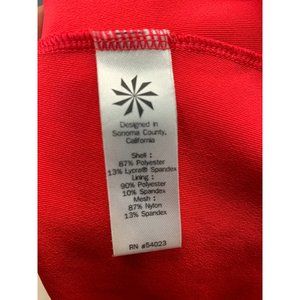 Designed in
Sonoma County,
California
Shell :
87% Polyester
13% Lycra® Spandex
Lining :
90% Polyester
10% Spandex
Mesh :
87% Nylon
13% Spandex
RN #54023